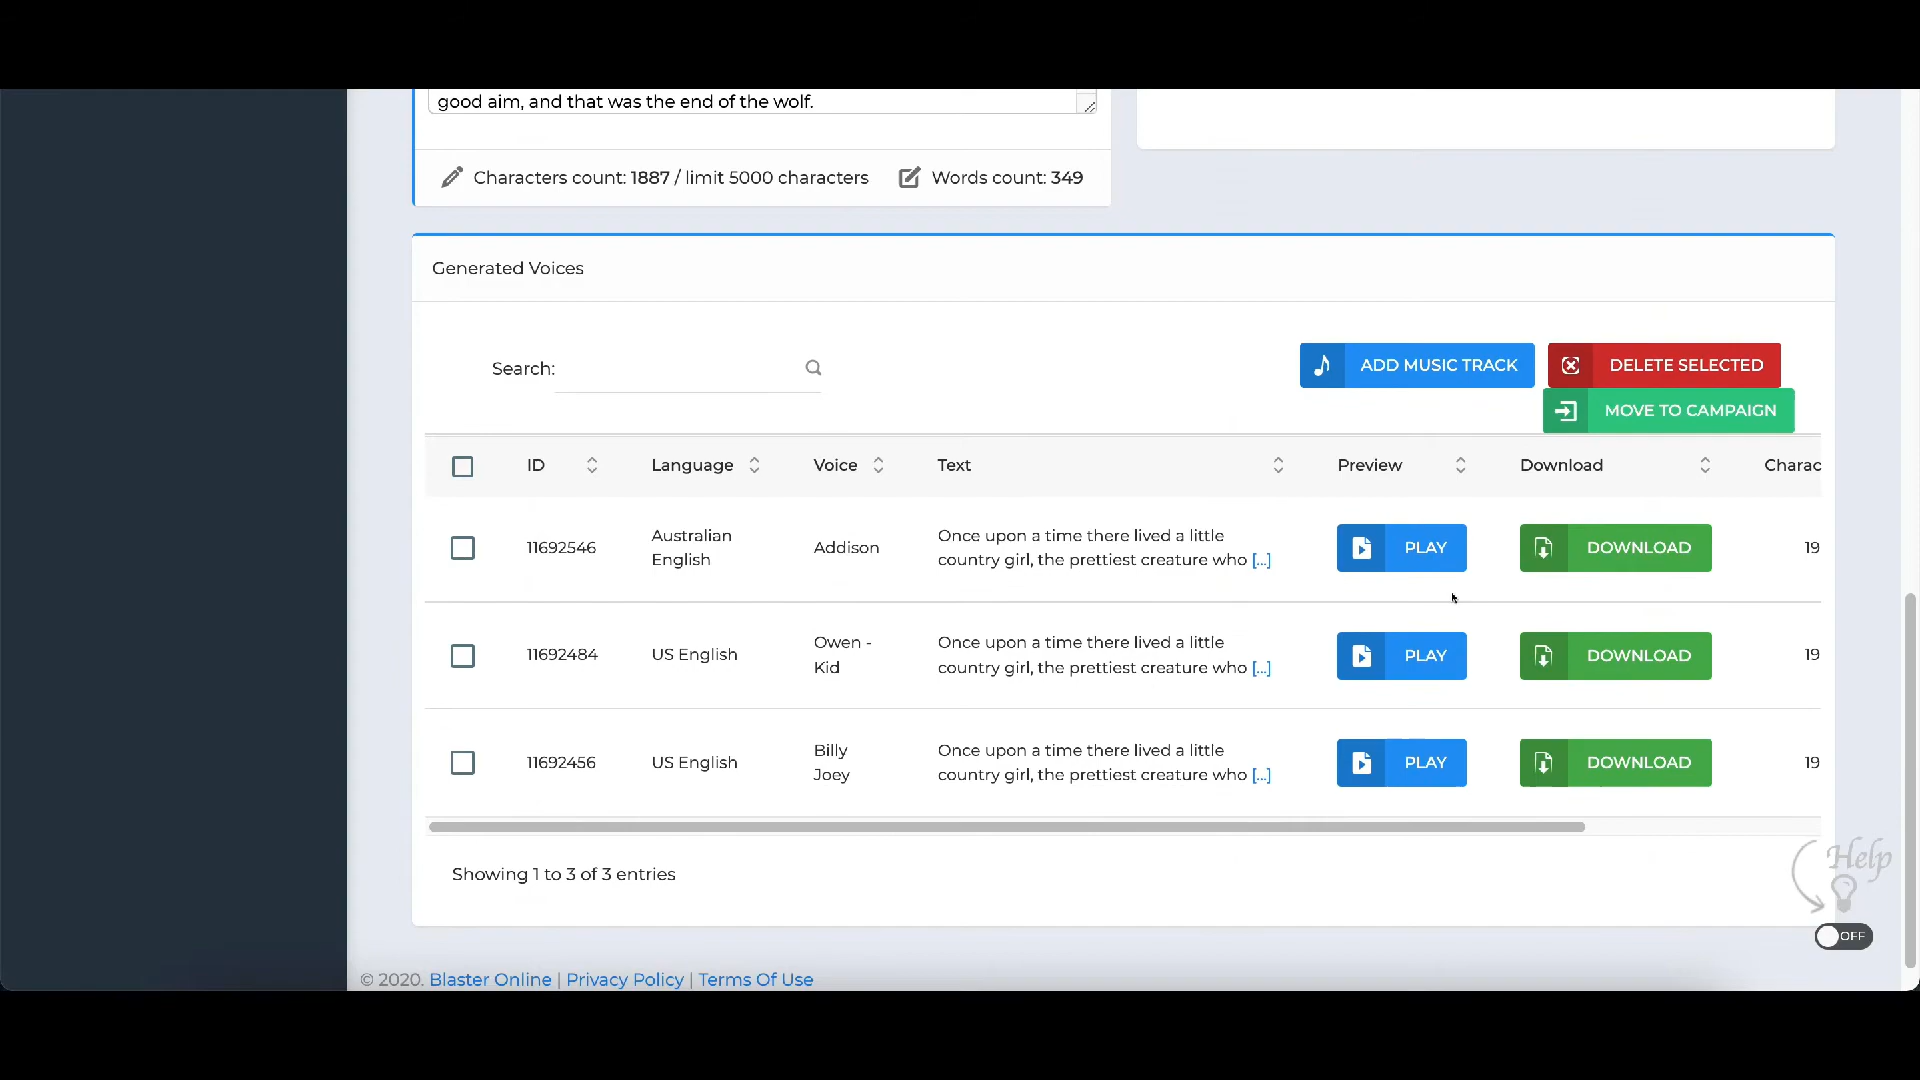 good aim, and that was the end of the wolf.
Characters count: 1887 / limit 5000 characters Words count: 349
Generated Voices
Search: ADD MUSIC TRACK DELETE SELECTED
MOVE TO CAMPAIGN
ID Language Voice Text Preview Download Charac
11692546 Australian English Addison Once upon a time there lived a little country girl, the prettiest creature who [...] PLAY DOWNLOAD 19
11692484 US English Owen - Kid Once upon a time there lived a little country girl, the prettiest creature who [...] PLAY DOWNLOAD 19
11692456 US English Billy Joey Once upon a time there lived a little country girl, the prettiest creature who [...] PLAY DOWNLOAD 19
Showing 1 to 3 of 3 entries
Help
OFF
© 2020. Blaster Online | Privacy Policy | Terms Of Use